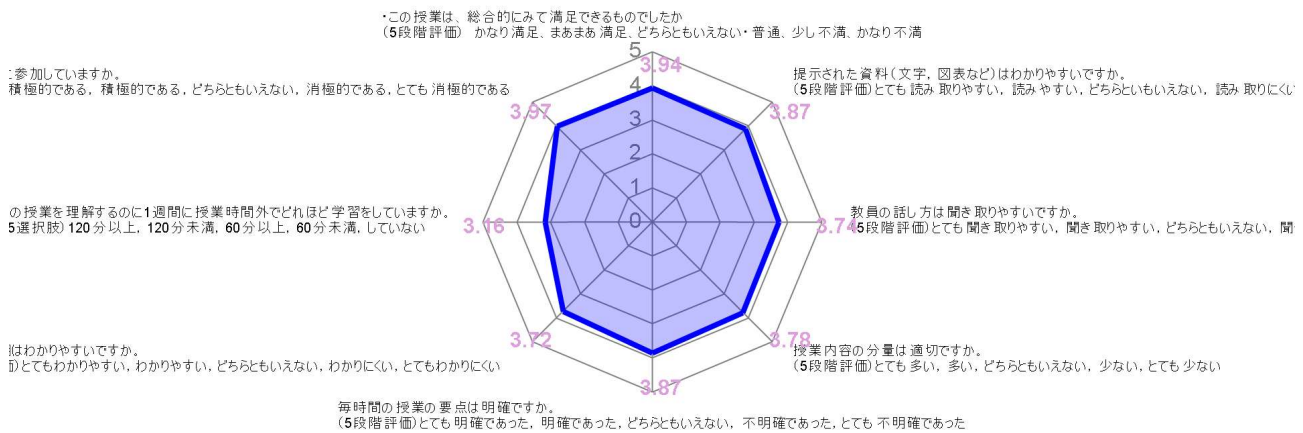 ・この授業は、総合的にみて満足できるものでしたか
(5段階評価) かなり満足、まあまあ満足、どちらともいえない・普通、少し不満、かなり不満
5
3.94
に参加していますか。
積極的である, 積極的である, どちらともいえない, 消極的である, とても消極的である
提示された資料(文字, 図表など)はわかりやすいですか。
(5段階評価)とても読み取りやすい, 読みやすい, どちらといもいえない, 読み取りにくい
4
3.97
3.87
3
2
1
の授業を理解するのに1週間に授業時間外でどれほど学習をしていますか。
5選択肢)120分以上, 120分未満, 60分以上, 60分未満, していない
3.16
0
3.74
教員の話し方は聞き取りやすいですか。
(5段階評価)とても聞き取りやすい, 聞き取りやすい, どちらともいえない, 聞
はわかりやすいですか。
)とてもわかりやすい, わかりやすい, どちらともいえない, わかりにくい, とてもわかりにくい
3.72
3.78
授業内容の分量は適切ですか。
(5段階評価)とても多い, 多い, どちらともいえない, 少ない, とても少ない
3.87
毎時間の授業の要点は明確ですか。
(5段階評価)とても明確であった, 明確であった, どちらともいえない, 不明確であった, とても不明確であった